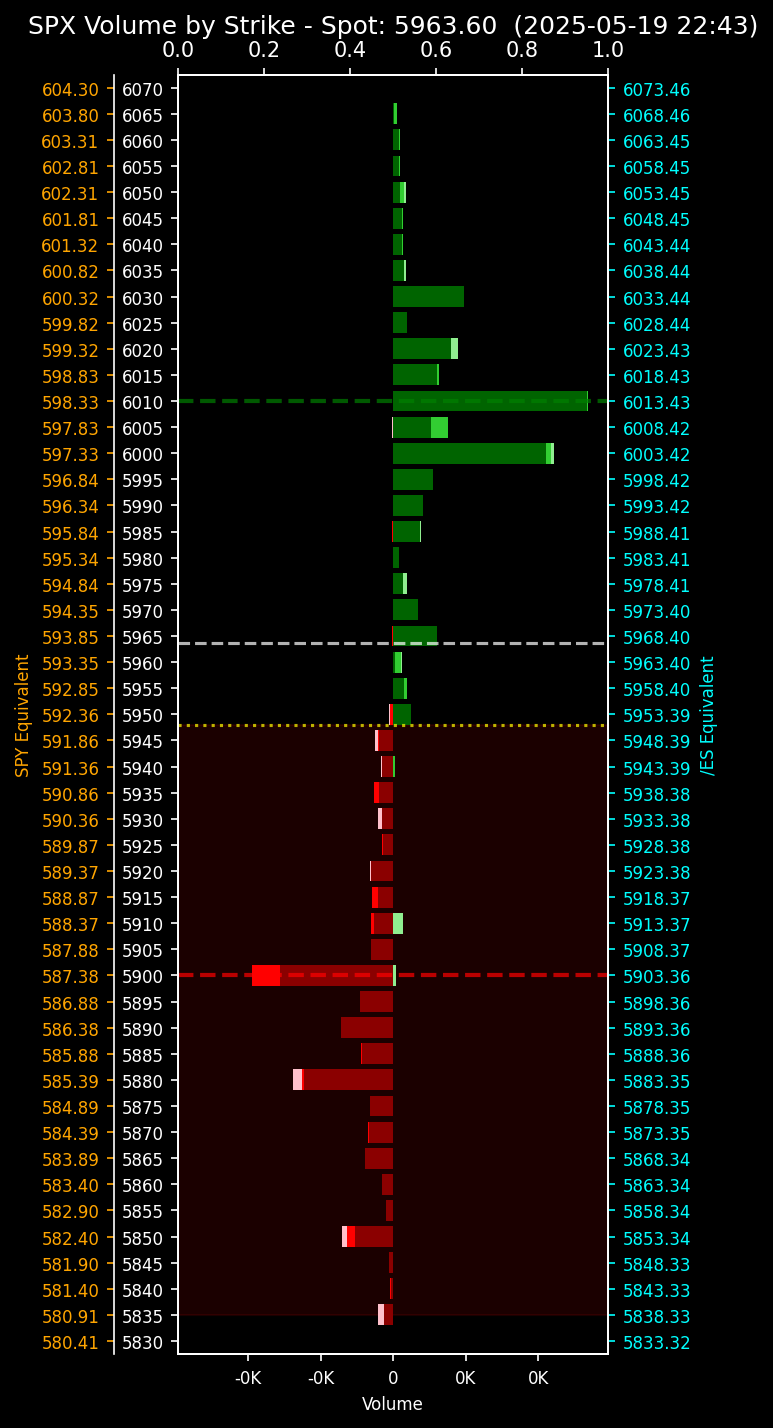 SPX Volume by Strike - Spot: 5963.60  (2025-05-19 22:43)
0.0 0.2 0.4 0.6 0.8 1.0
604.30 6070 6073.46
603.80 6065 6068.46
603.31 6060 6063.45
602.81 6055 6058.45
602.31 6050 6053.45
601.81 6045 6048.45
601.32 6040 6043.44
600.82 6035 6038.44
600.32 6030 6033.44
599.82 6025 6028.44
599.32 6020 6023.43
598.83 6015 6018.43
598.33 6010 6013.43
597.83 6005 6008.42
597.33 6000 6003.42
596.84 5995 5998.42
596.34 5990 5993.42
595.84 5985 5988.41
595.34 5980 5983.41
594.84 5975 5978.41
594.35 5970 5973.40
593.85 5965 5968.40
593.35 5960 5963.40
592.85 5955 5958.40
592.36 5950 5953.39
591.86 5945 5948.39
591.36 5940 5943.39
590.86 5935 5938.38
590.36 5930 5933.38
589.87 5925 5928.38
589.37 5920 5923.38
588.87 5915 5918.37
588.37 5910 5913.37
587.88 5905 5908.37
587.38 5900 5903.36
586.88 5895 5898.36
586.38 5890 5893.36
585.88 5885 5888.36
585.39 5880 5883.35
584.89 5875 5878.35
584.39 5870 5873.35
583.89 5865 5868.34
583.40 5860 5863.34
582.90 5855 5858.34
582.40 5850 5853.34
581.90 5845 5848.33
581.40 5840 5843.33
580.91 5835 5838.33
580.41 5830 5833.32
SPY Equivalent
/ES Equivalent
-0K -0K 0 0K 0K
Volume